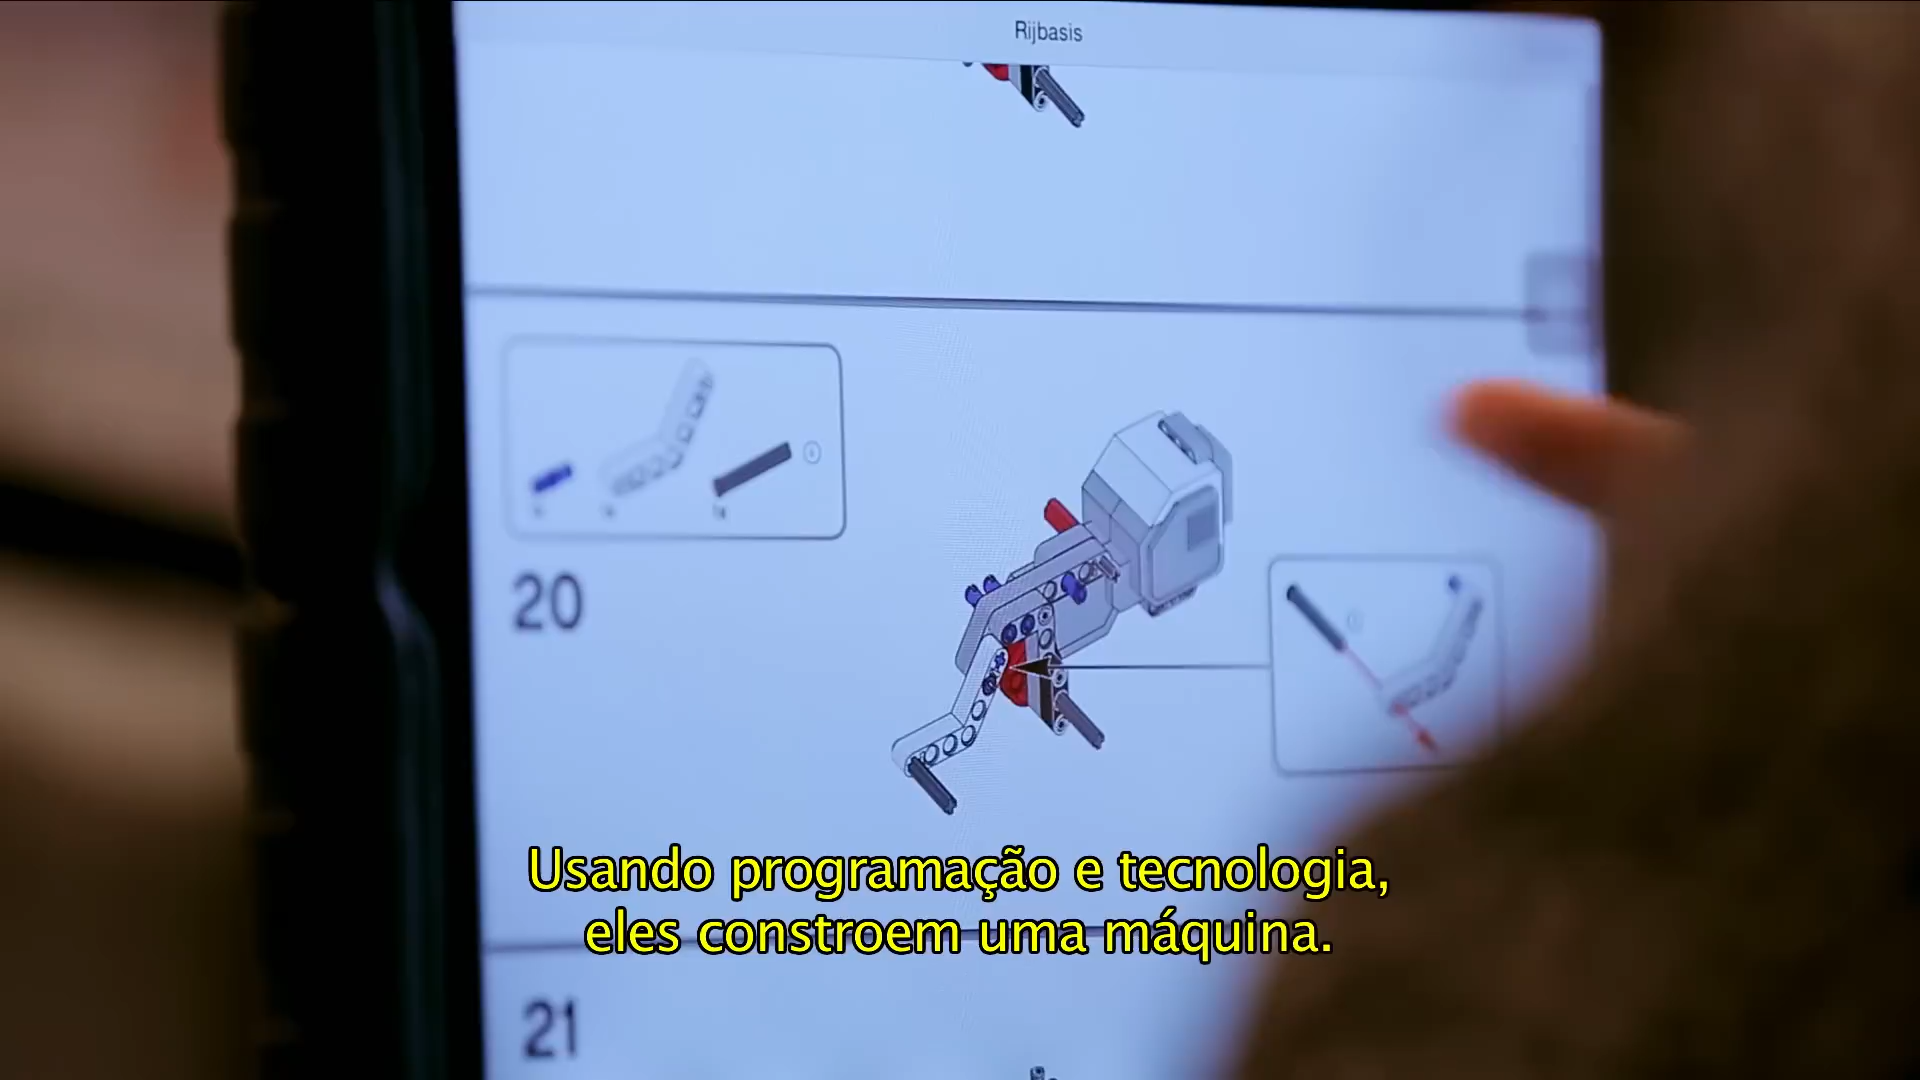 Rijbasis
20
Usando programação e tecnologia,
eles constroem uma máquina.
21